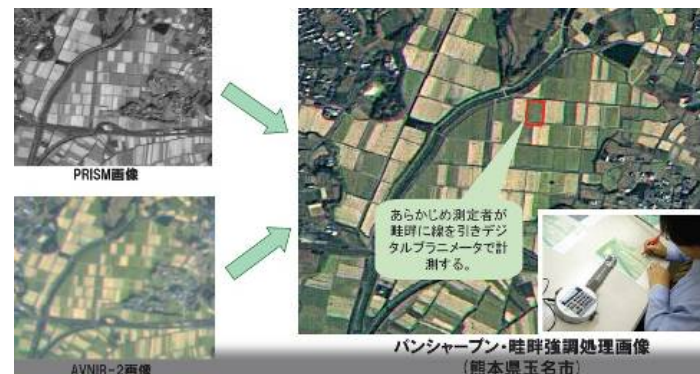 PRISM画像
AVNIR-2画像
あらかじめ測定者が
畦畔に線を引きデジ
タルプラニメータで計
測する。
パンシャープン・畦畔強調処理画像
(熊本県玉名市)